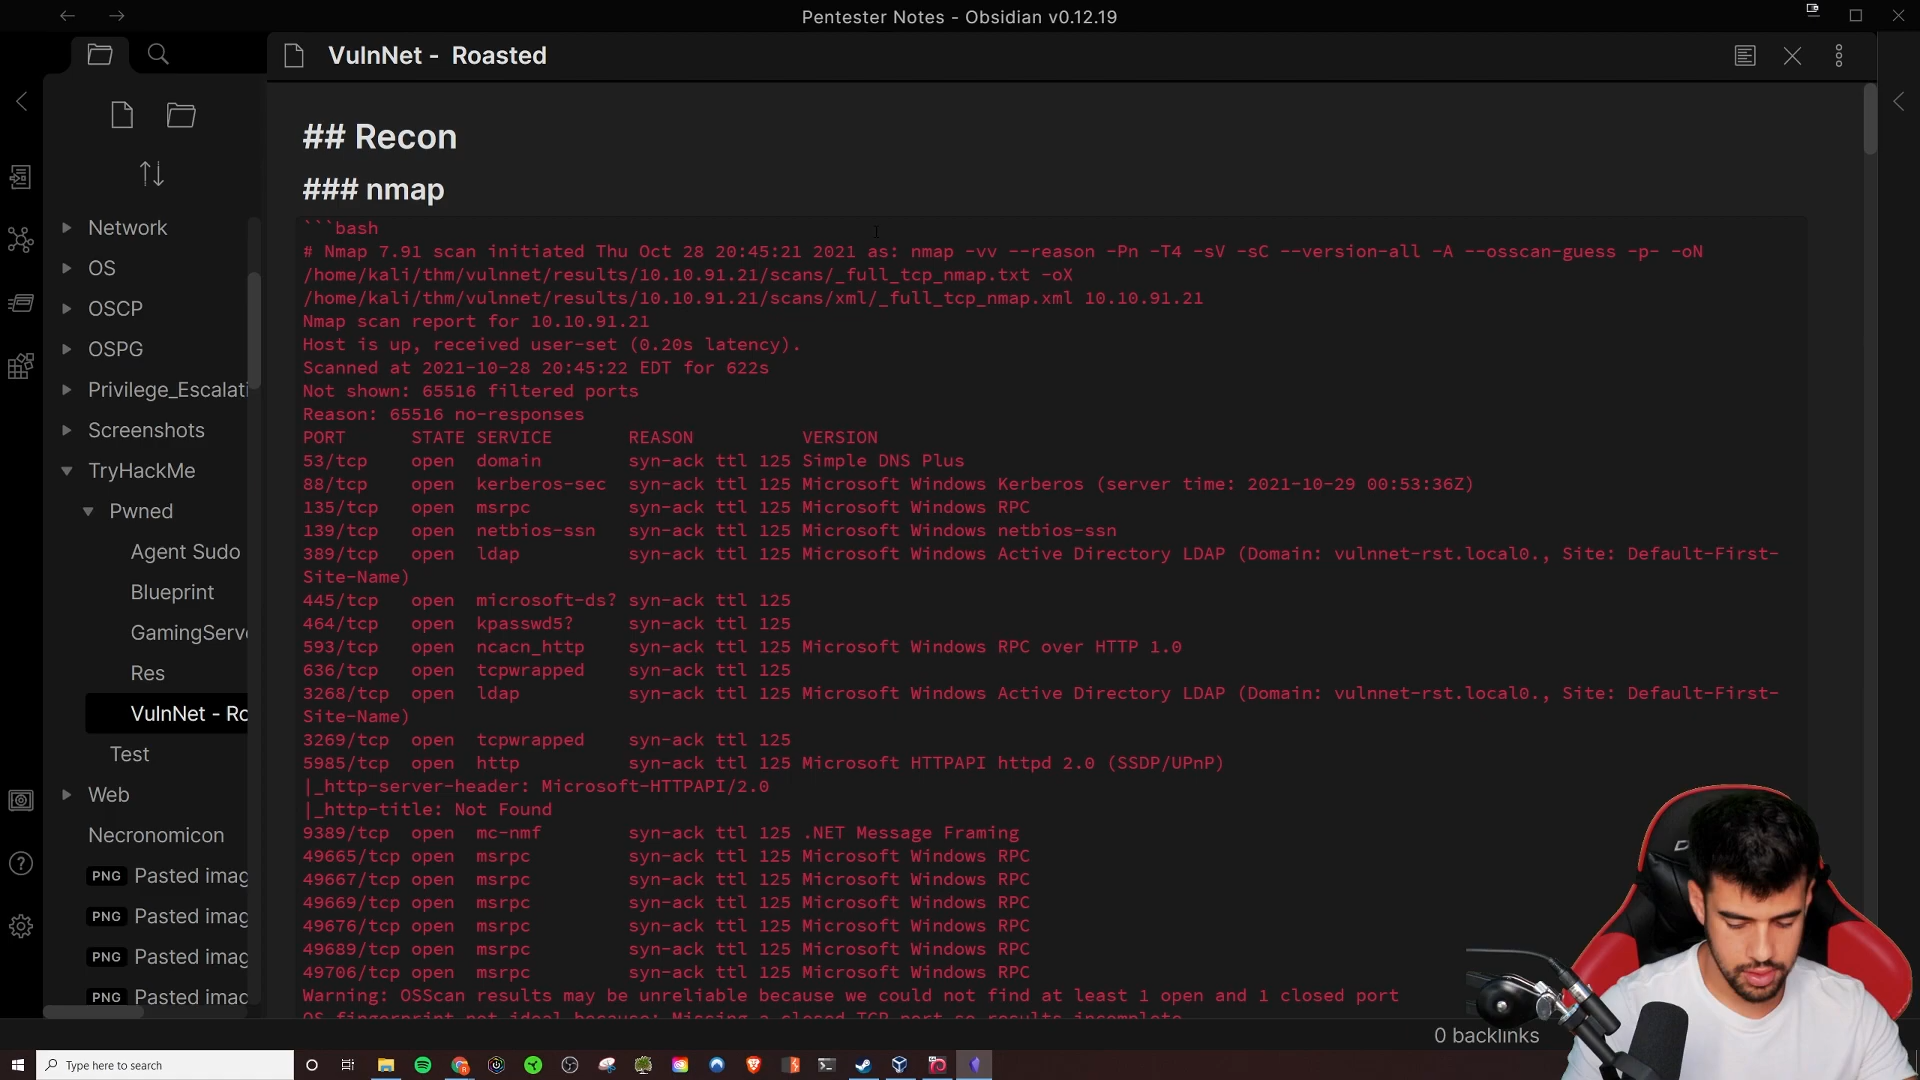 Pentester Notes - Obsidian v0.12.19
VulnNet - Roasted
Network
OS
OSCP
OSPG
Privilege_Escalati
Screenshots
TryHackMe
Pwned
Agent Sudo
Blueprint
GamingServ
Res
VulnNet - Ro
Test
Web
Necronomicon
PNG Pasted imag
PNG Pasted imag
PNG Pasted imag
PNG Pasted imag
## Recon
### nmap
```bash
# Nmap 7.91 scan initiated Thu Oct 28 20:45:21 2021 as: nmap -vv --reason -Pn -T4 -sV -sC --version-all -A --osscan-guess -p- -oN
/home/kali/thm/vulnnet/results/10.10.91.21/scans/_full_tcp_nmap.txt -oX
/home/kali/thm/vulnnet/results/10.10.91.21/scans/xml/_full_tcp_nmap.xml 10.10.91.21
Nmap scan report for 10.10.91.21
Host is up, received user-set (0.20s latency).
Scanned at 2021-10-28 20:45:22 EDT for 622s
Not shown: 65516 filtered ports
Reason: 65516 no-responses
PORT STATE SERVICE REASON VERSION
53/tcp open domain syn-ack ttl 125 Simple DNS Plus
88/tcp open kerberos-sec syn-ack ttl 125 Microsoft Windows Kerberos (server time: 2021-10-29 00:53:36Z)
135/tcp open msrpc syn-ack ttl 125 Microsoft Windows RPC
139/tcp open netbios-ssn syn-ack ttl 125 Microsoft Windows netbios-ssn
389/tcp open ldap syn-ack ttl 125 Microsoft Windows Active Directory LDAP (Domain: vulnnet-rst.local0., Site: Default-First-
Site-Name)
445/tcp open microsoft-ds? syn-ack ttl 125
464/tcp open kpasswd5? syn-ack ttl 125
593/tcp open ncacn_http syn-ack ttl 125 Microsoft Windows RPC over HTTP 1.0
636/tcp open tcpwrapped syn-ack ttl 125
3268/tcp open ldap syn-ack ttl 125 Microsoft Windows Active Directory LDAP (Domain: vulnnet-rst.local0., Site: Default-First-
Site-Name)
3269/tcp open tcpwrapped syn-ack ttl 125
5985/tcp open http syn-ack ttl 125 Microsoft HTTPAPI httpd 2.0 (SSDP/UPnP)
|_http-server-header: Microsoft-HTTPAPI/2.0
|_http-title: Not Found
9389/tcp open mc-nmf syn-ack ttl 125 .NET Message Framing
49665/tcp open msrpc syn-ack ttl 125 Microsoft Windows RPC
49667/tcp open msrpc syn-ack ttl 125 Microsoft Windows RPC
49669/tcp open msrpc syn-ack ttl 125 Microsoft Windows RPC
49676/tcp open msrpc syn-ack ttl 125 Microsoft Windows RPC
49689/tcp open msrpc syn-ack ttl 125 Microsoft Windows RPC
49706/tcp open msrpc syn-ack ttl 125 Microsoft Windows RPC
Warning: OSScan results may be unreliable because we could not find at least 1 open and 1 closed port
OS fingerprint not ideal because: Missing a closed TCP port so results incomplete
0 backlinks
Type here to search